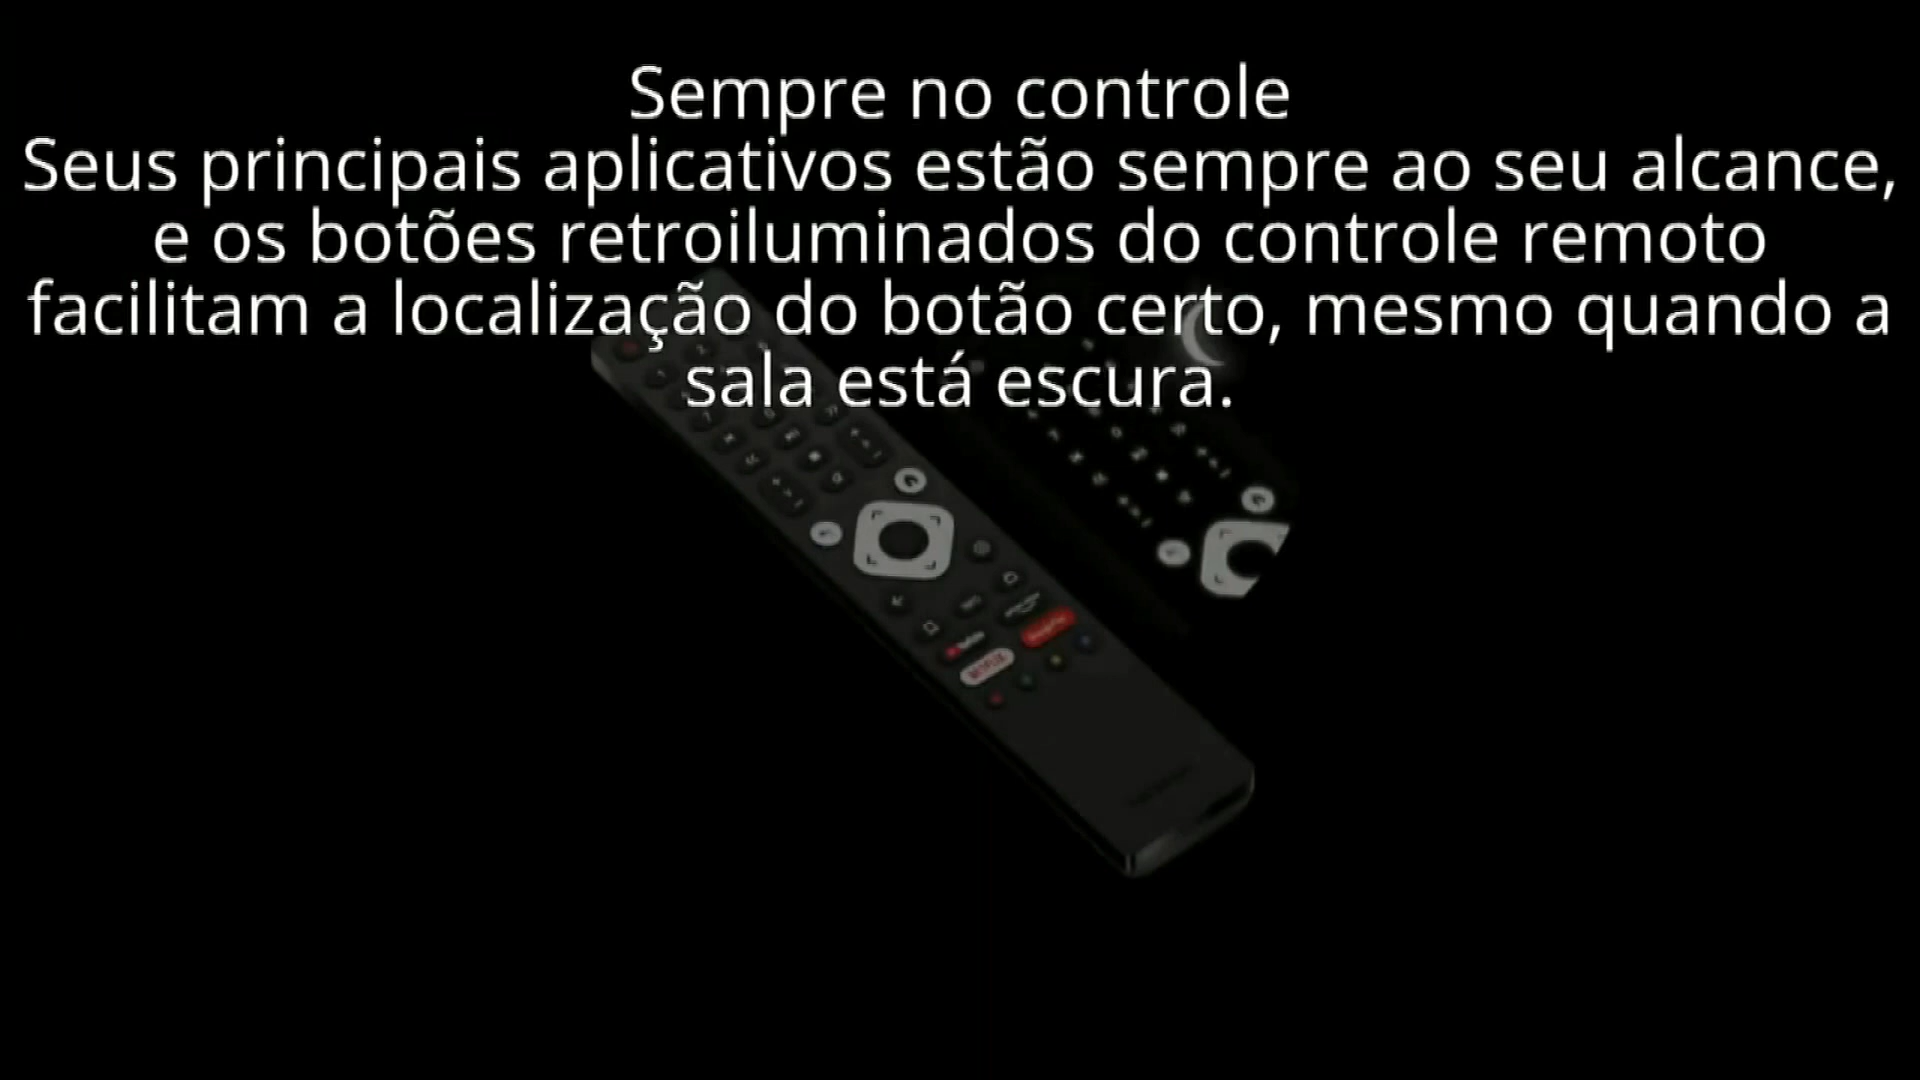 Sempre no controle
Seus principais aplicativos estão sempre ao seu alcance,
e os botões retroiluminados do controle remoto
facilitam a localização do botão certo, mesmo quando a
sala está escura.
NETFLIX